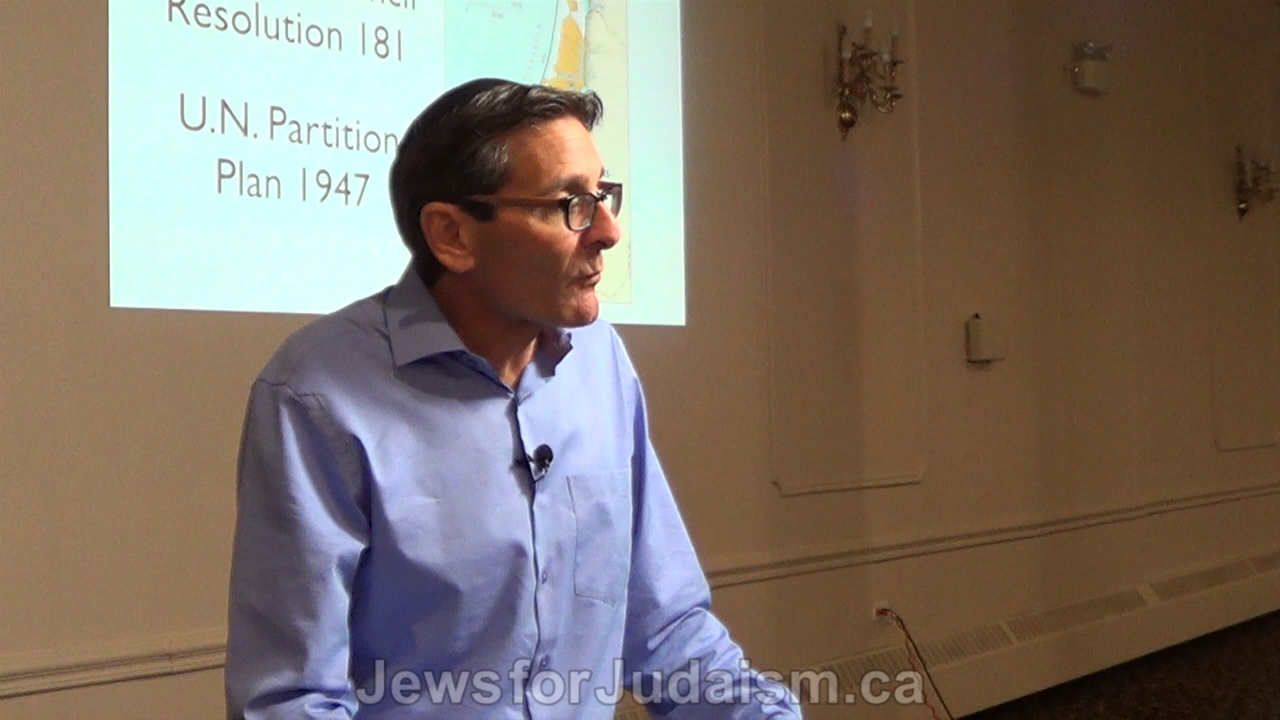 Resolution 181
U.N. Partition
Plan 1947
JewsforJudaism.ca